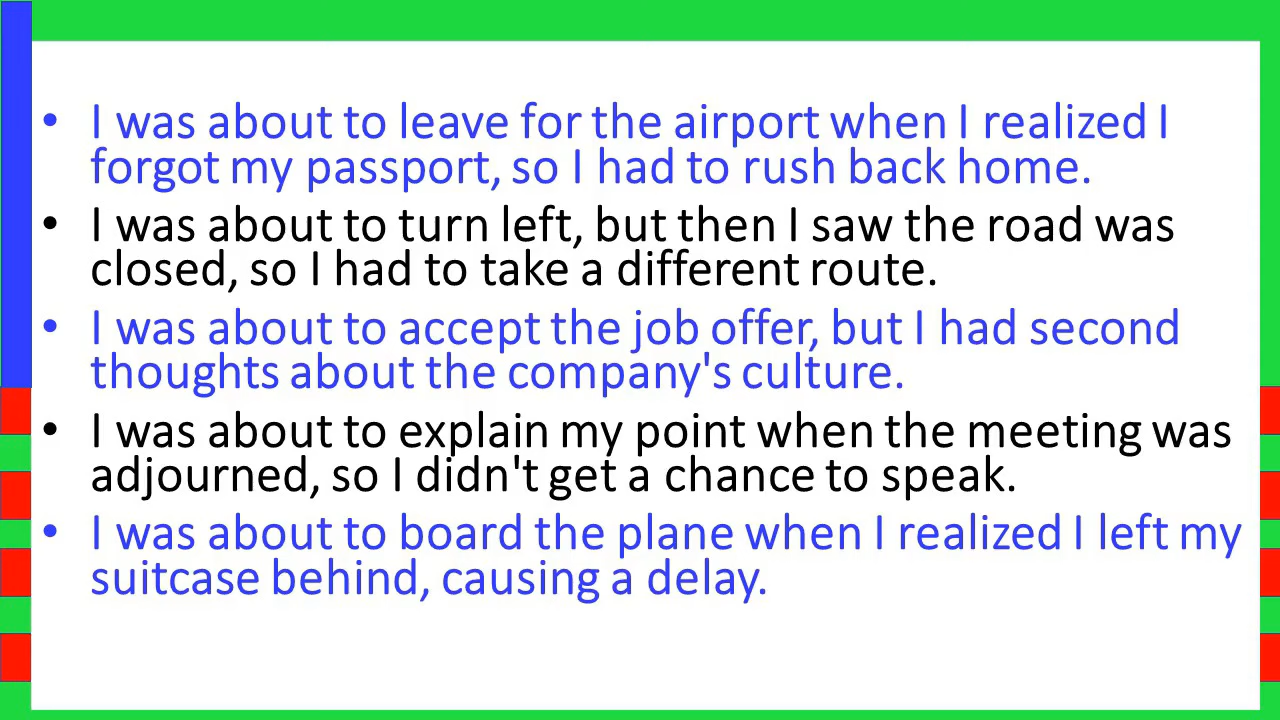 • I was about to leave for the airport when I realized I
forgot my passport, so I had to rush back home.
• I was about to turn left, but then I saw the road was
closed, so I had to take a different route.
• I was about to accept the job offer, but I had second
thoughts about the company's culture.
• I was about to explain my point when the meeting was
adjourned, so I didn't get a chance to speak.
• I was about to board the plane when I realized I left my
suitcase behind, causing a delay.